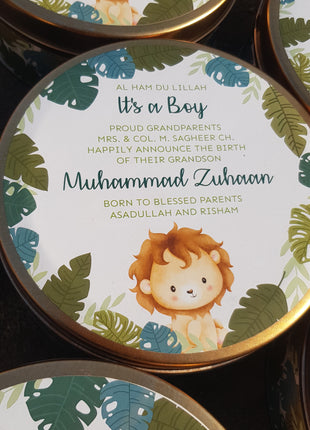 AL HAM DU LILLAH
It's a Boy
PROUD GRANDPARENTS
MRS. & COL. M. SAGHEER CH.
HAPPILY ANNOUNCE THE BIRTH
OF THEIR GRANDSON
Muhammad Zuhaan
BORN TO BLESSED PARENTS
ASADULLAH AND RISHAM